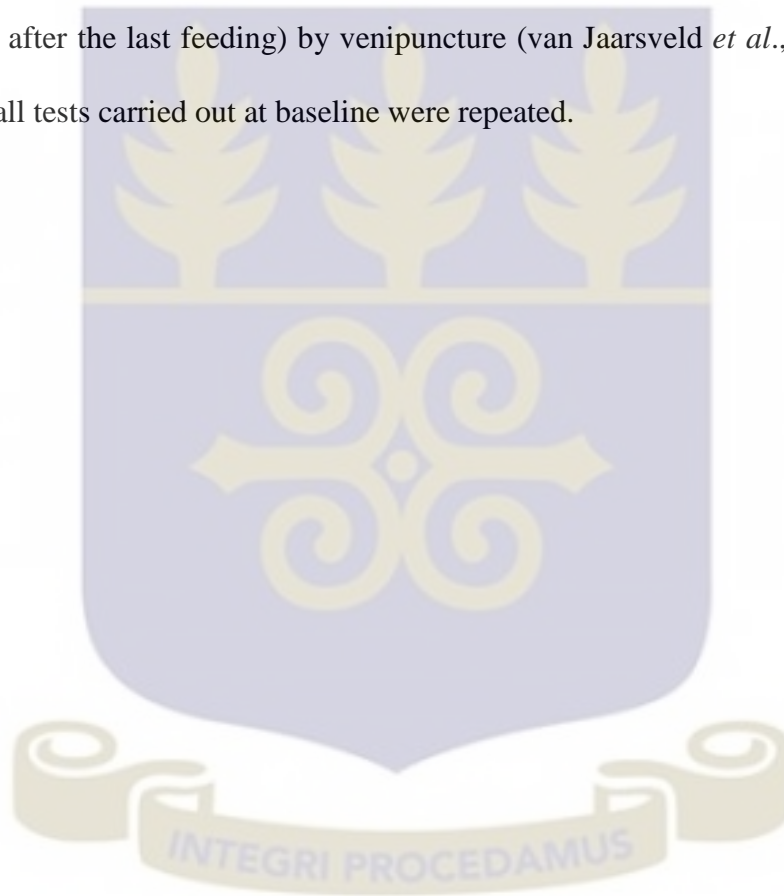 after the last feeding) by venipuncture (van Jaarsveld et al.,
all tests carried out at baseline were repeated.
INTEGRI PROCEDAMUS